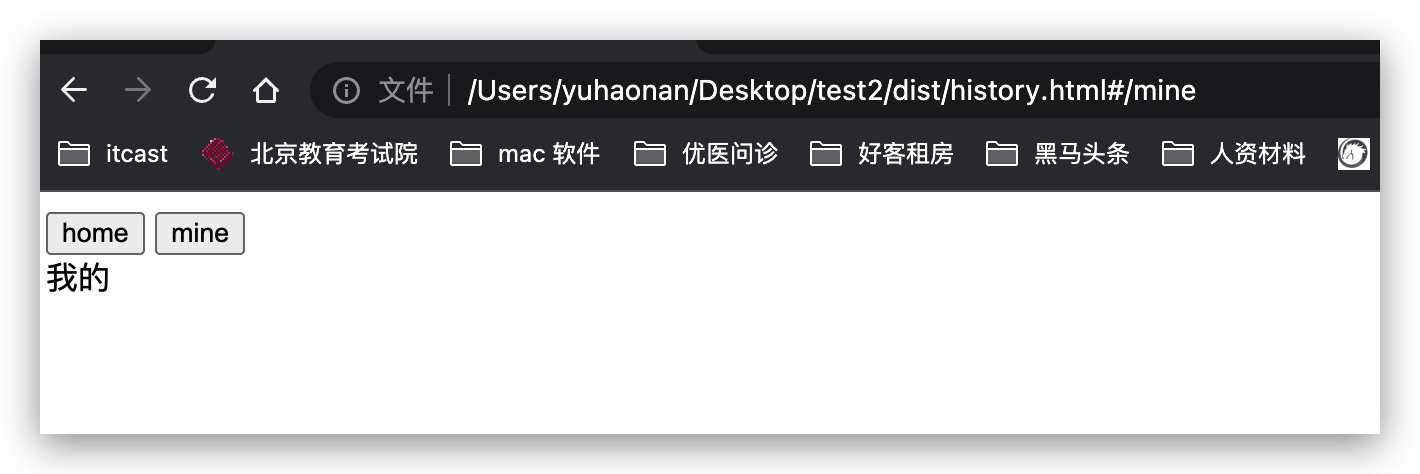 文件 /Users/yuhaonan/Desktop/test2/dist/history.html#/mine
itcast 北京教育考试院 mac 软件 优医问诊 好客租房 黑马头条 人资材料
home mine
我的